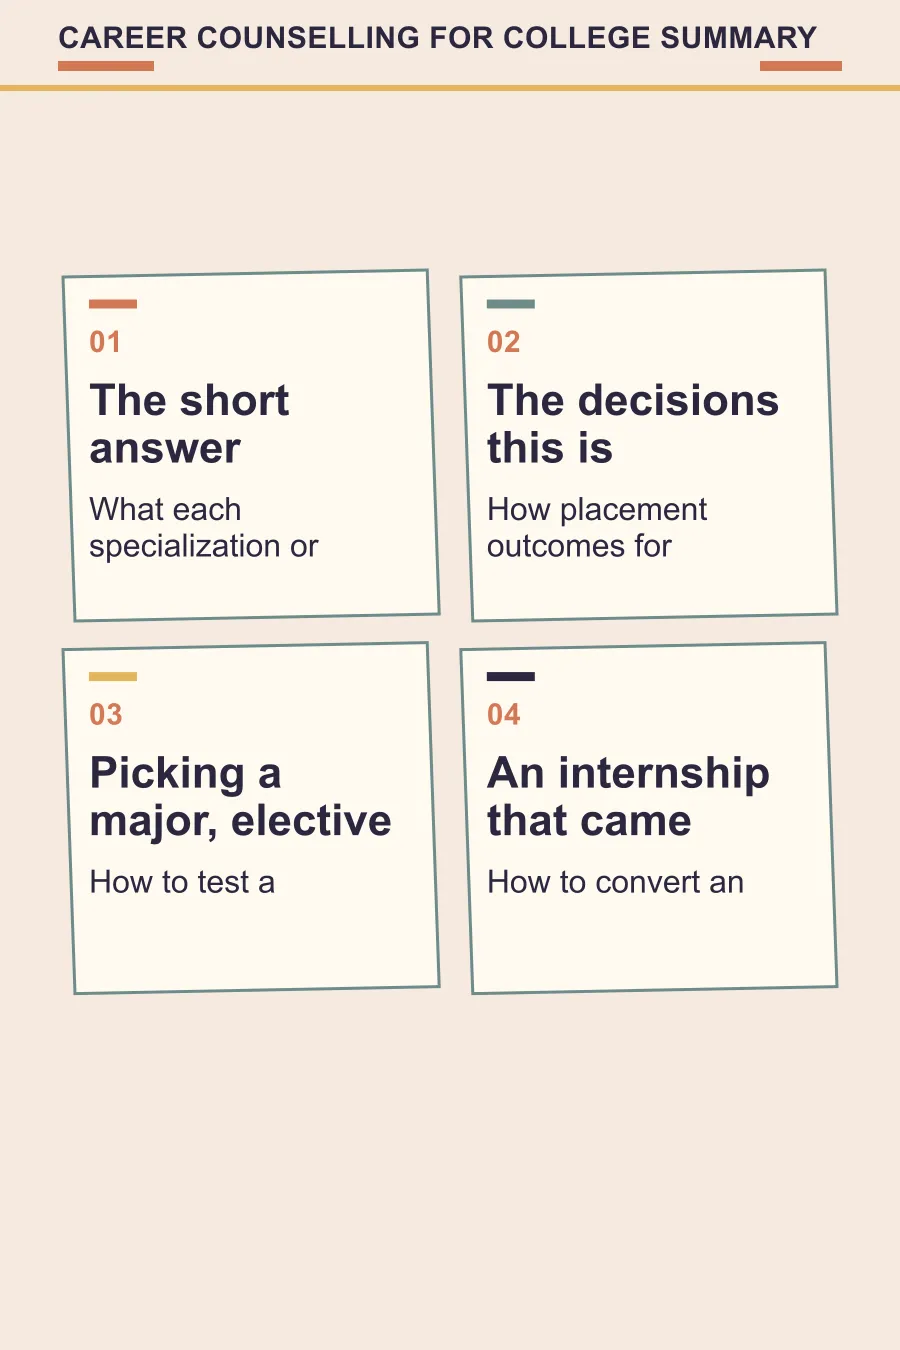 CAREER COUNSELLING FOR COLLEGE SUMMARY
01
The short
answer
What each
specialization or
02
The decisions
this is
How placement
outcomes for
03
Picking a
major, elective
How to test a
04
An internship
that came
How to convert an